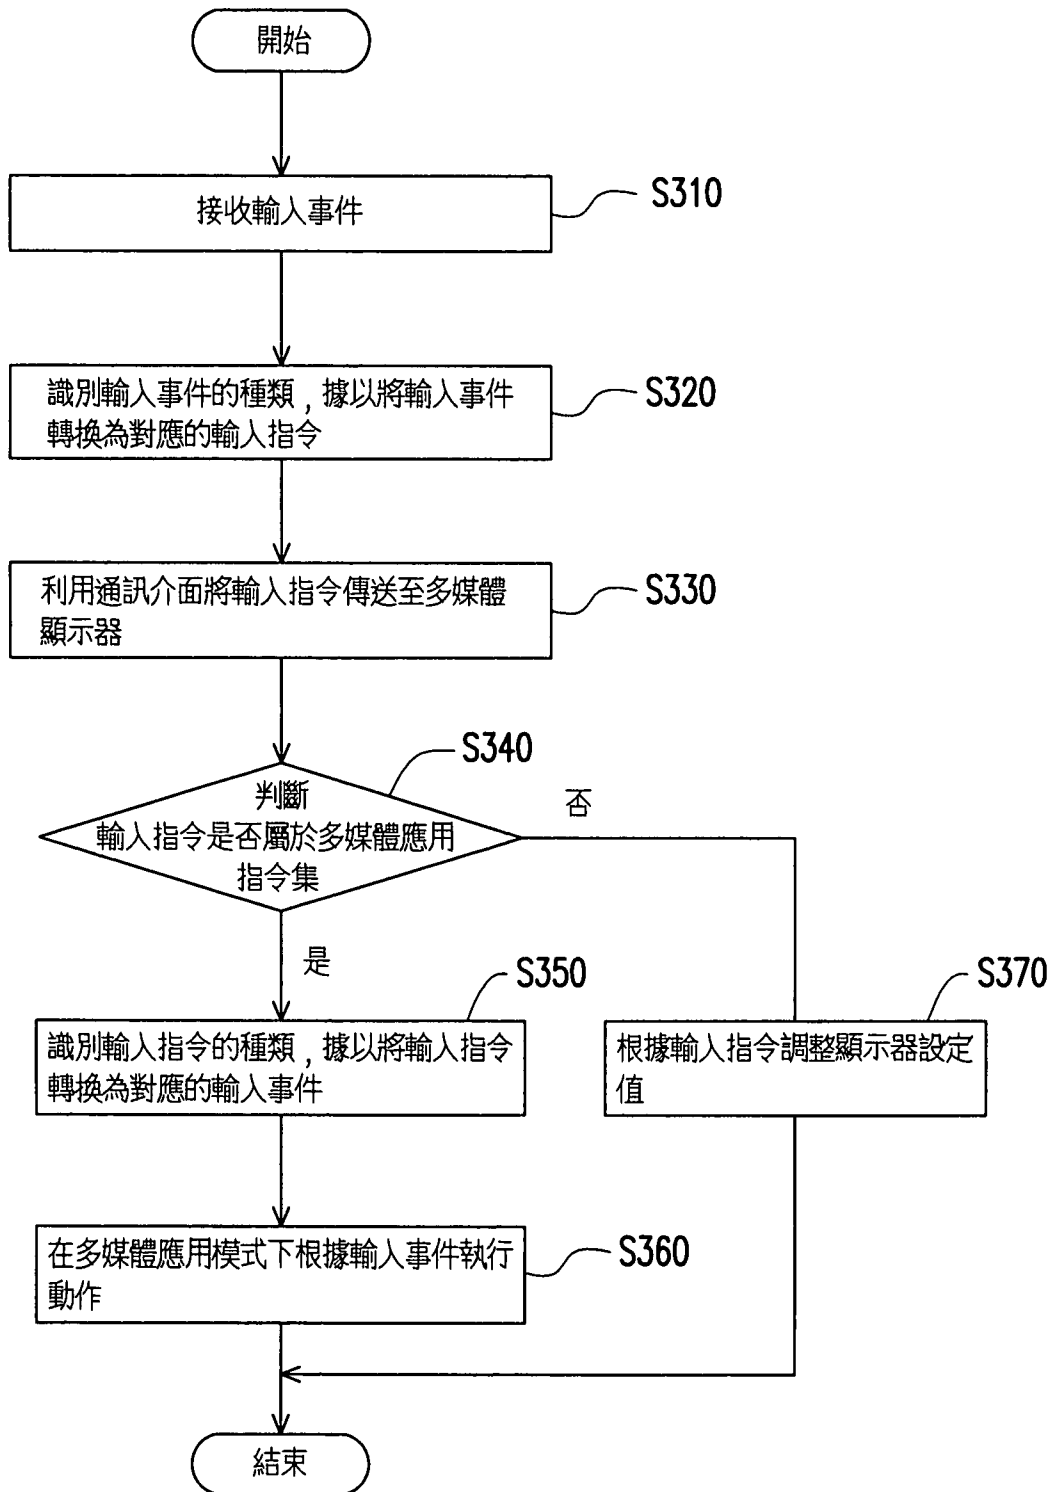 開始
接收輸入事件
S310
識別輸入事件的種類，據以將輸入事件
轉換為對應的輸入指令
S320
利用通訊介面將輸入指令傳送至多媒體
顯示器
S330
S340
判斷
輸入指令是否屬於多媒體應用
指令集
否
是
S350
識別輸入指令的種類，據以將輸入指令
轉換為對應的輸入事件
S370
根據輸入指令調整顯示器設定
值
在多媒體應用模式下根據輸入事件執行
動作
S360
結束